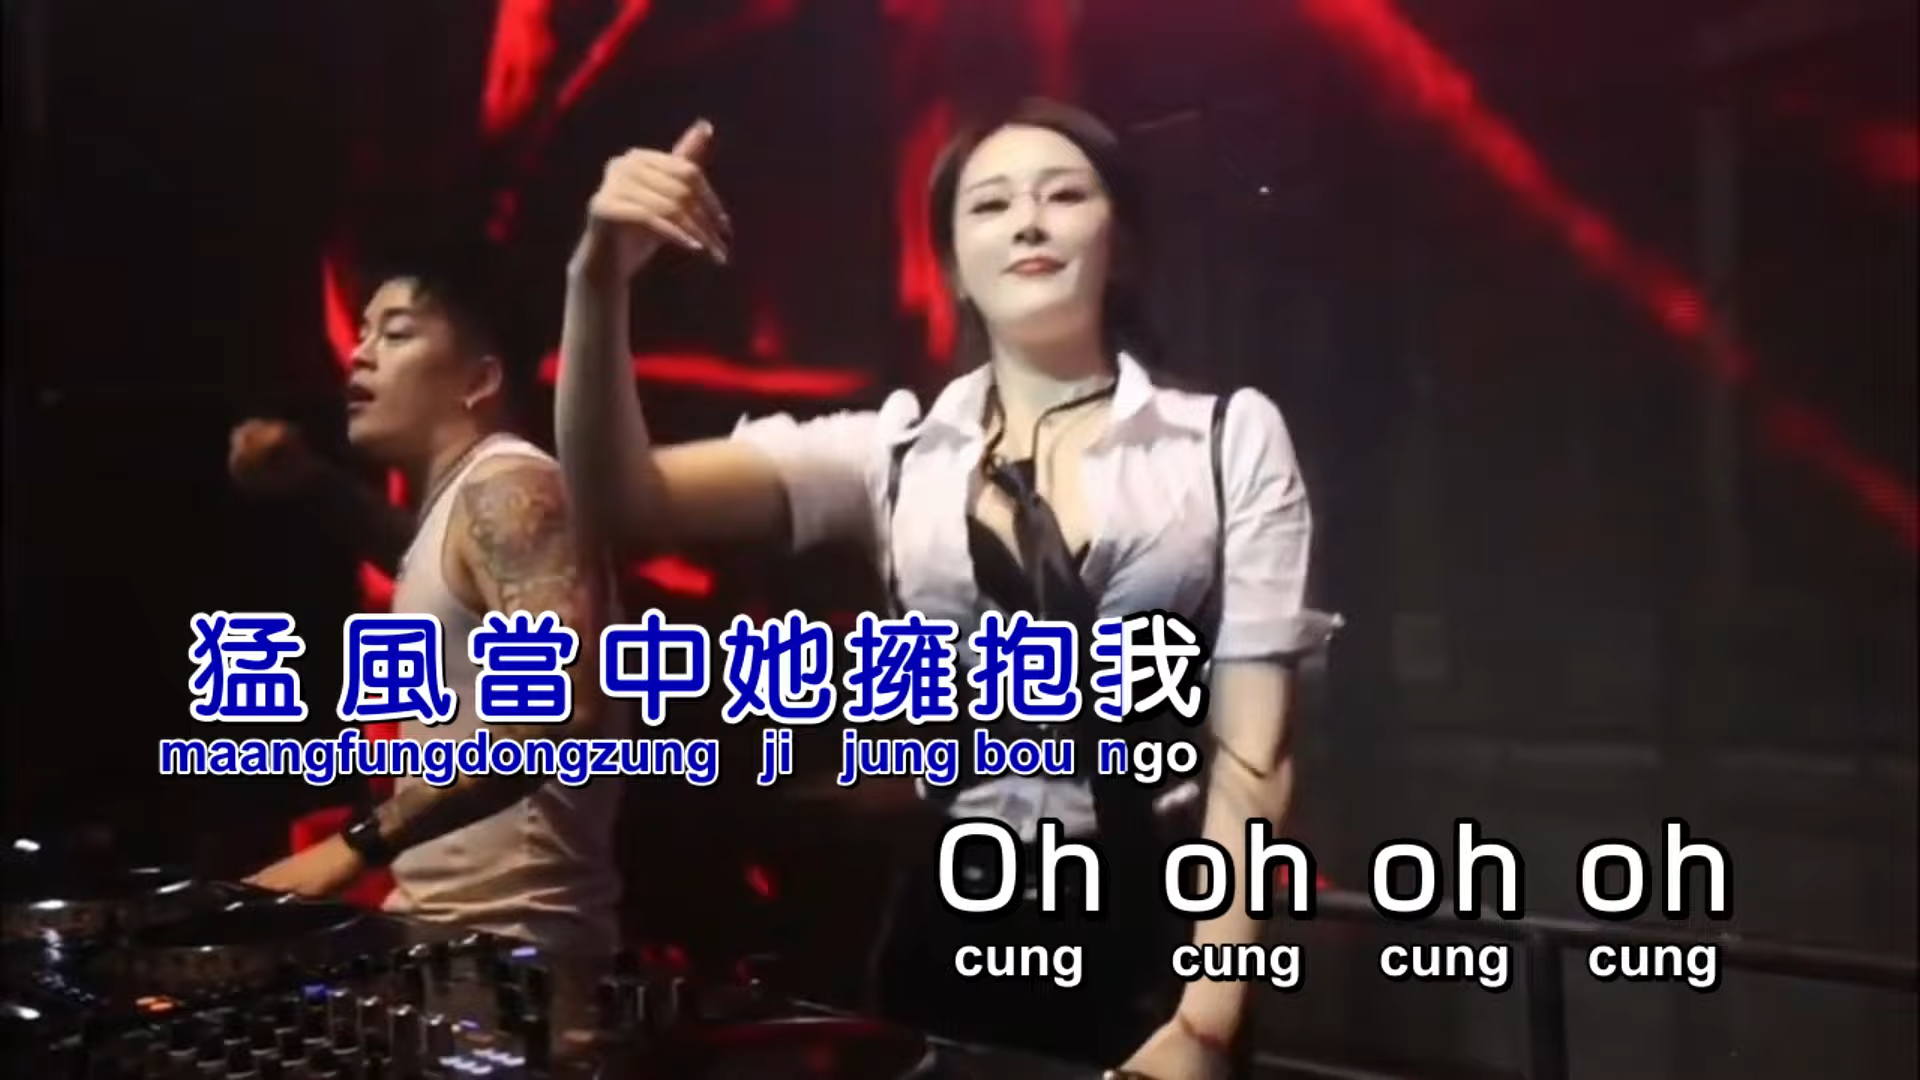 猛風當中她擁抱我
maangfungdongzung ji jung bou ngo
Oh oh oh oh
cung cung cung cung